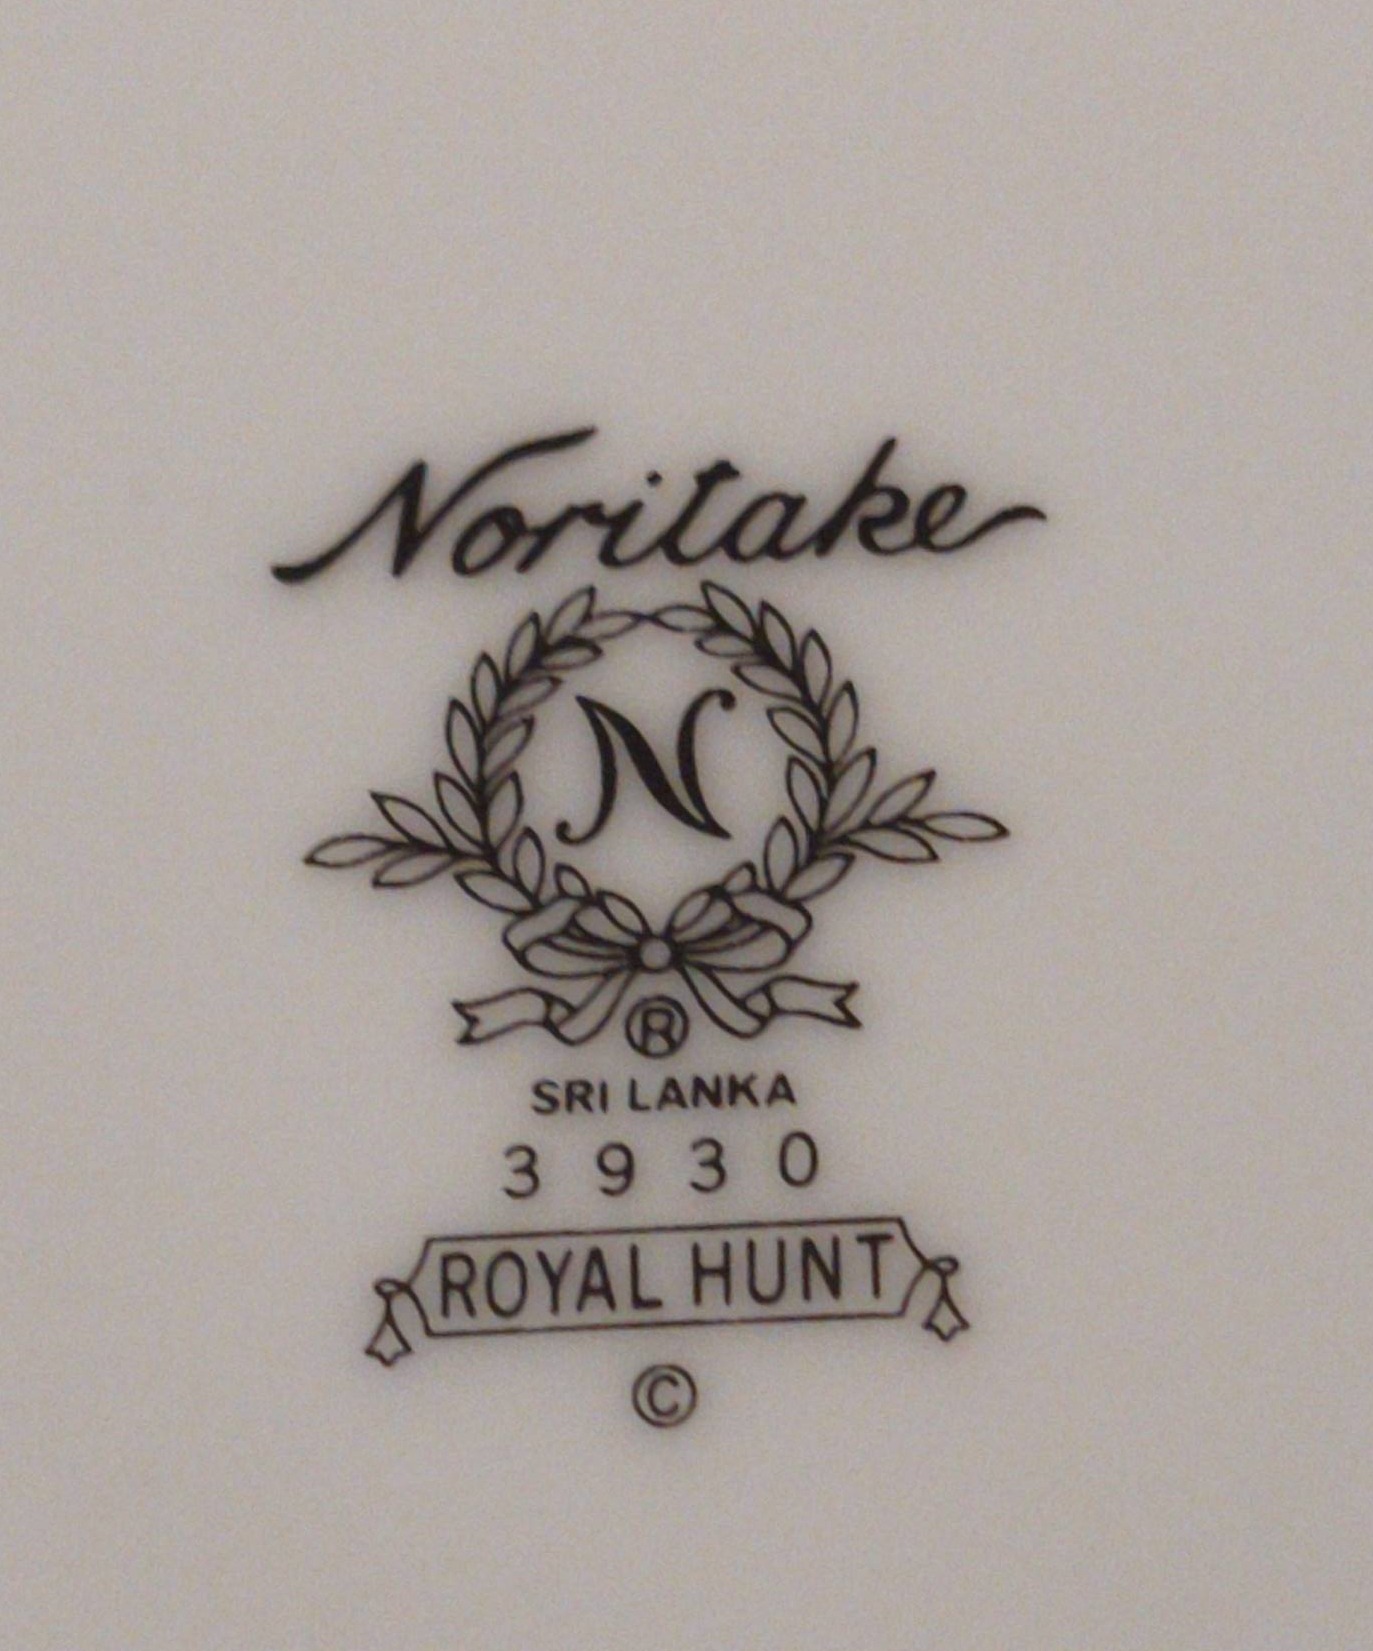 Noritake
N
®
SRI LANKA
3930
ROYAL HUNT
©